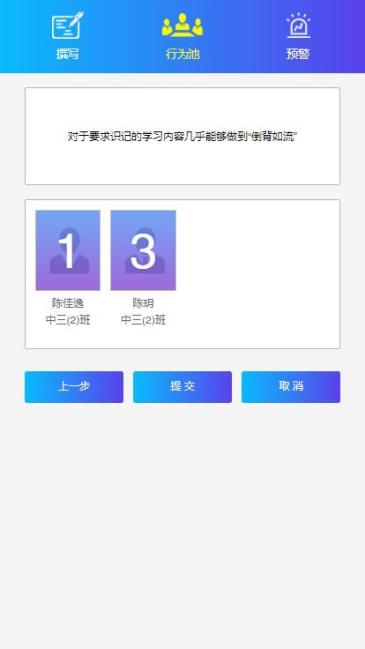 撰写 行为池 预警
对于要求识记的学习内容几乎能够做到“倒背如流”
1 3
陈佳逸 陈玥
中三(2)班 中三(2)班
上一步 提交 取消